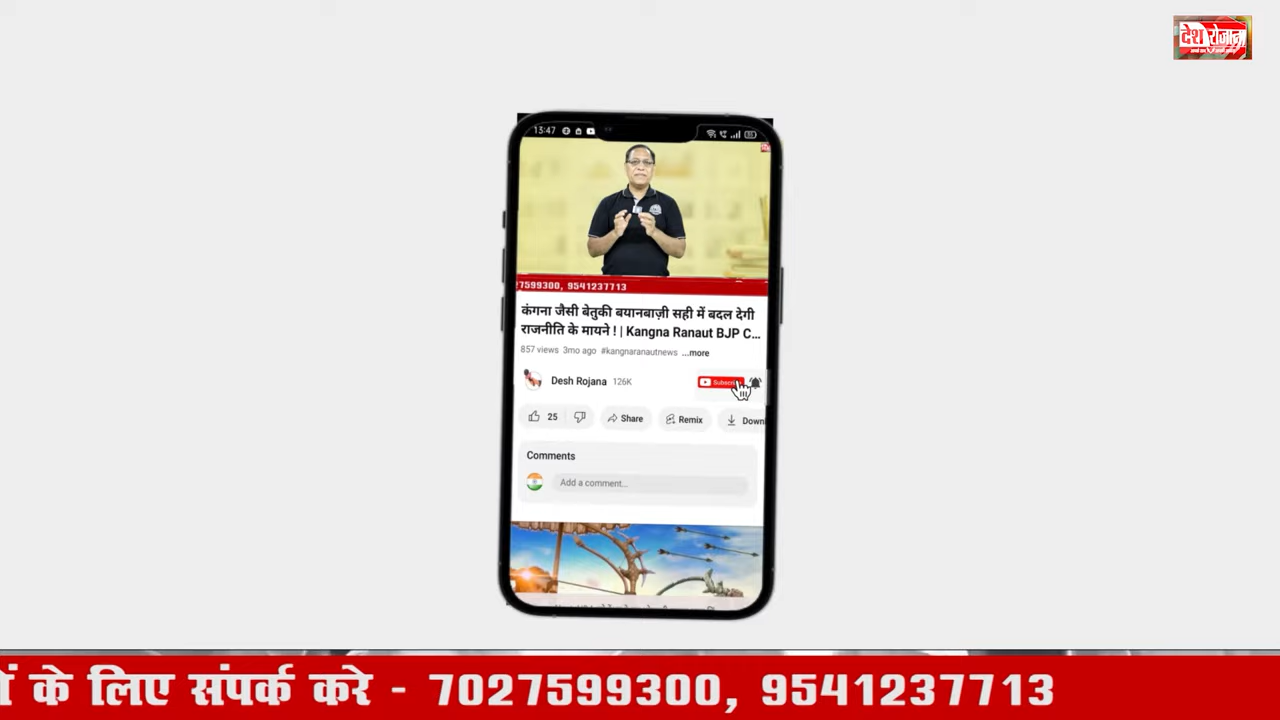 देश रोजाना
13:47
27599300, 9541237713
कंगना जैसी बेतुकी बयानबाज़ी सही में बदल देगी
राजनीति के मायने ! | Kangna Ranaut BJP C...
857 views 3mo ago #kangnaranautnews ...more
Desh Rojana 126K
25 Share Remix Down
Comments
Add a comment...
के लिए संपर्क करे - 7027599300, 9541237713